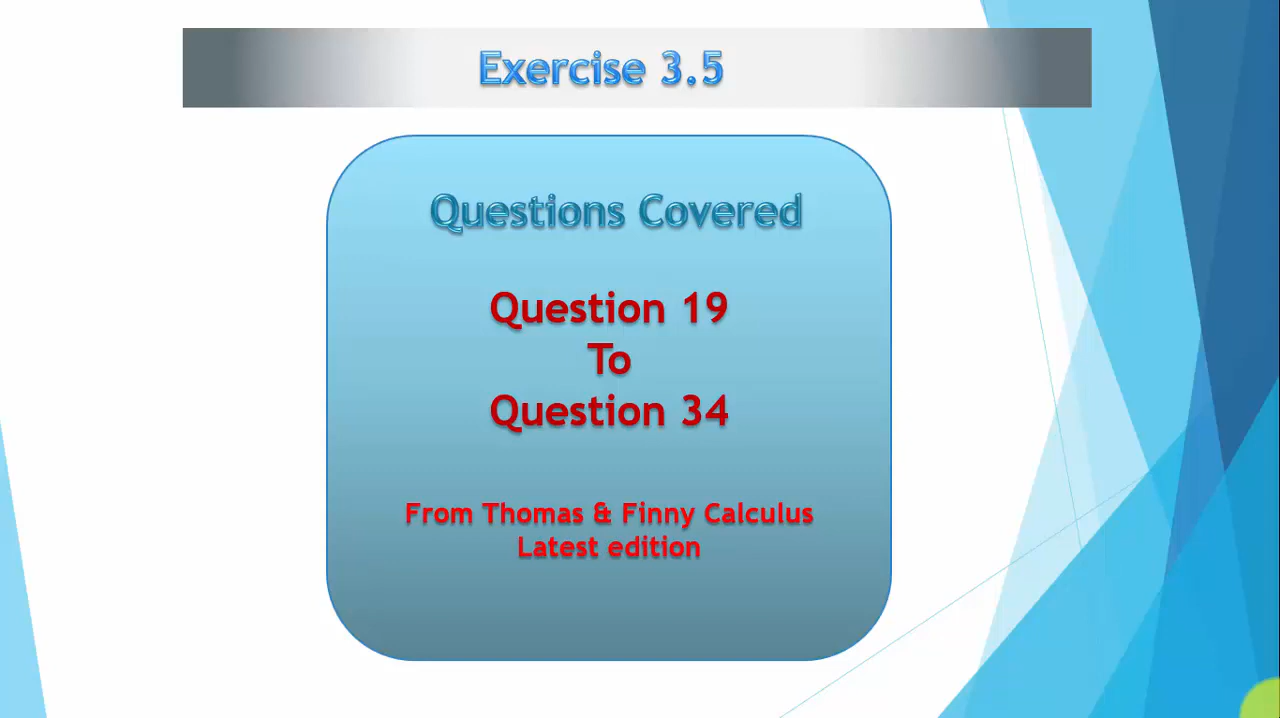 Exercise 3.5
Questions Covered
Question 19
To
Question 34
From Thomas & Finny Calculus
Latest edition